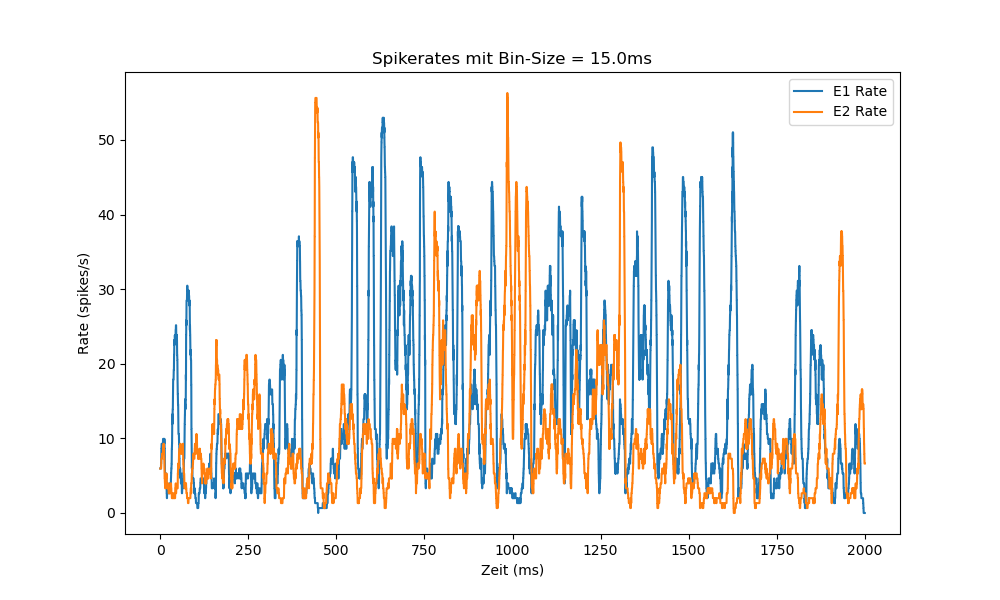 Spikerates mit Bin-Size = 15.0ms
E1 Rate
E2 Rate
Rate (spikes/s)
50
40
30
20
10
0
0 250 500 750 1000 1250 1500 1750 2000
Zeit (ms)